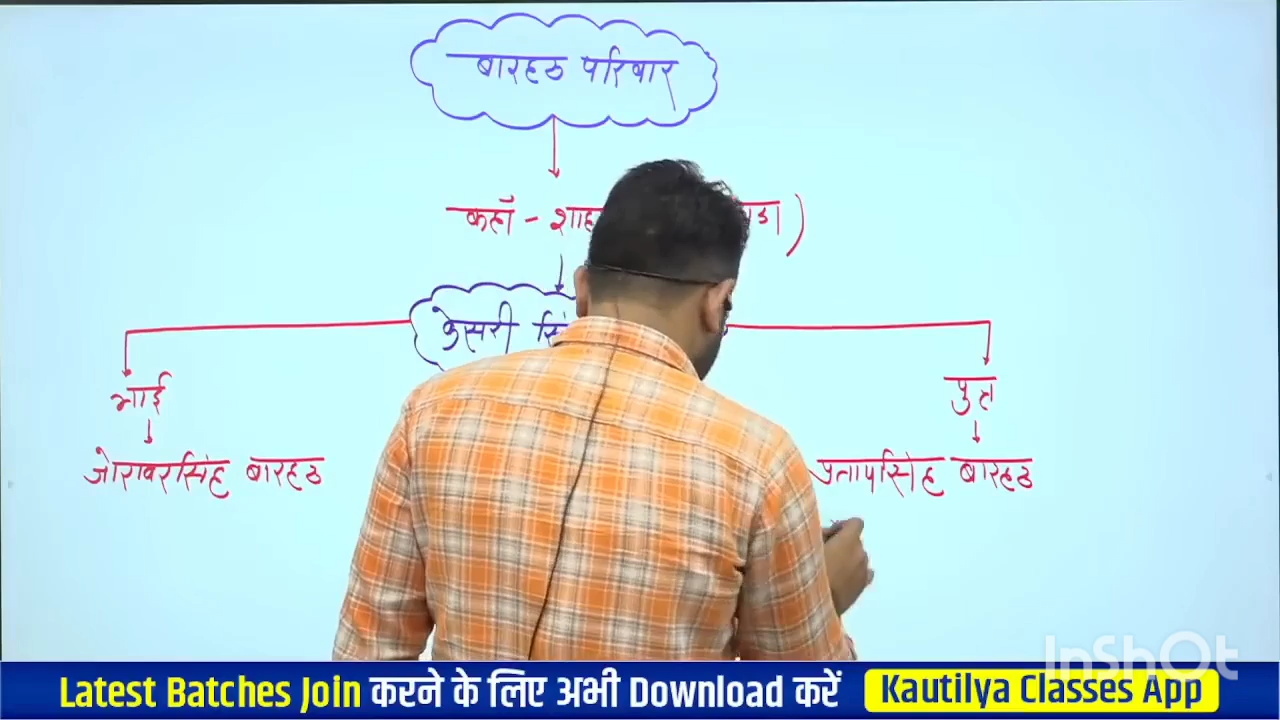 बारहठ परिवार
कहाँ - शाह
डा)
केसरी सिं
भाई
पुत्र
जोरावरसिंह बारहठ
प्रतापसिंह बारहठ
InShOt
Latest Batches Join करने के लिए अभी Download करें Kautilya Classes App